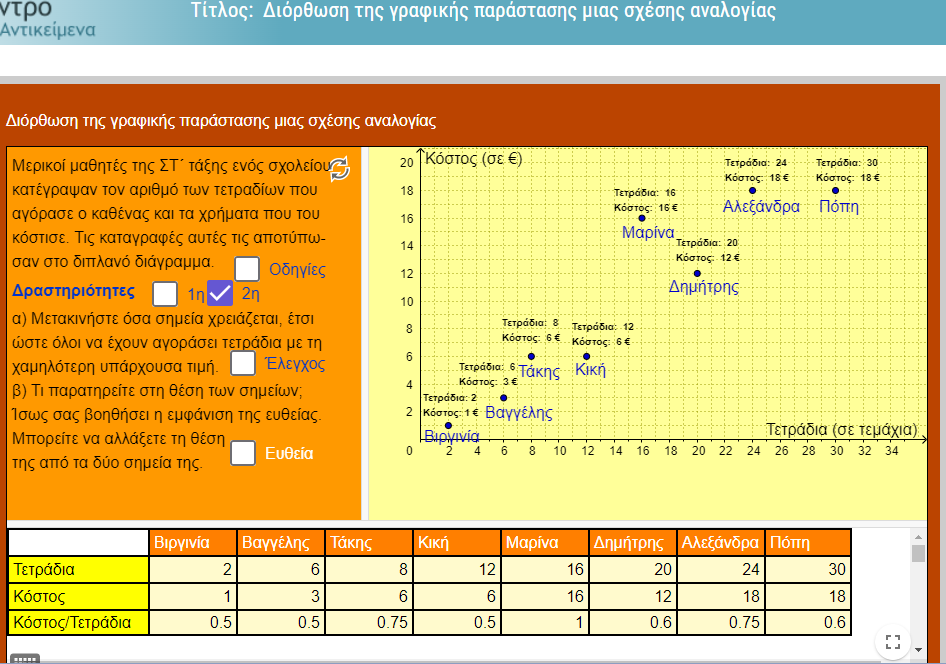 ντρο
Αντικείμενα
Τίτλος: Διόρθωση της γραφικής παράστασης μιας σχέσης αναλογίας
Διόρθωση της γραφικής παράστασης μιας σχέσης αναλογίας
Μερικοί μαθητές της ΣΤ΄ τάξης ενός σχολείου
κατέγραψαν τον αριθμό των τετραδίων που
αγόρασε ο καθένας και τα χρήματα που του
κόστισε. Τις καταγραφές αυτές τις αποτύπω-
σαν στο διπλανό διάγραμμα.
Οδηγίες
Δραστηριότητες 1η 2η
α) Μετακινήστε όσα σημεία χρειάζεται, έτσι
ώστε όλοι να έχουν αγοράσει τετράδια με τη
χαμηλότερη υπάρχουσα τιμή.
Έλεγχος
β) Τι παρατηρείτε στη θέση των σημείων;
Ίσως σας βοηθήσει η εμφάνιση της ευθείας.
Μπορείτε να αλλάξετε τη θέση
της από τα δύο σημεία της.
Ευθεία
Κόστος (σε €)
20
18
16
14
12
10
8
6
4
2
0 2 4 6 8 10 12 14 16 18 20 22 24 26 28 30 32 34
Τετράδια (σε τεμάχια)
Τετράδια: 2
Κόστος: 1 €
Βιργινία
Τετράδια: 6
Κόστος: 3 €
Βαγγέλης
Τετράδια: 8
Κόστος: 6 €
Τάκης
Τετράδια: 12
Κόστος: 6 €
Κική
Τετράδια: 16
Κόστος: 16 €
Μαρίνα
Τετράδια: 20
Κόστος: 12 €
Δημήτρης
Τετράδια: 24
Κόστος: 18 €
Αλεξάνδρα
Τετράδια: 30
Κόστος: 18 €
Πόπη
Βιργινία Βαγγέλης Τάκης Κική Μαρίνα Δημήτρης Αλεξάνδρα Πόπη
Τετράδια 2 6 8 12 16 20 24 30
Κόστος 1 3 6 6 16 12 18 18
Κόστος/Τετράδια 0.5 0.5 0.75 0.5 1 0.6 0.75 0.6